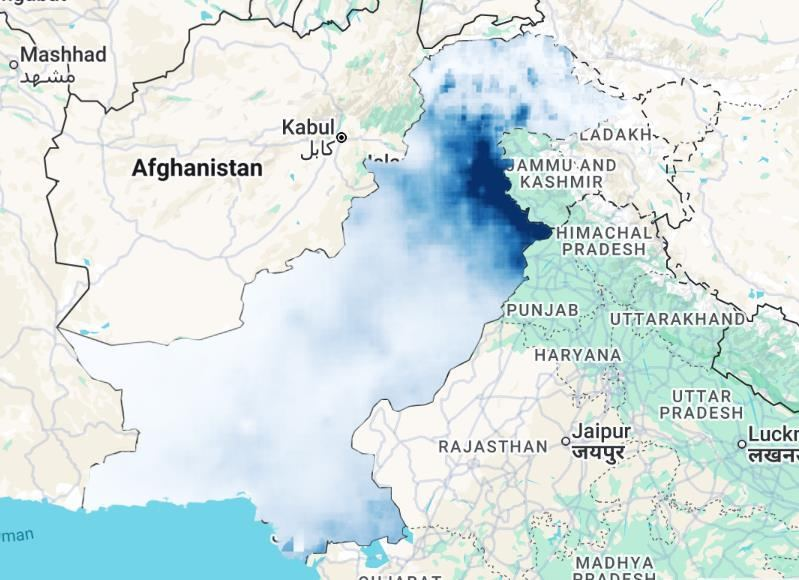 Mashhad
مشهد
Kabul
كابل
Afghanistan
LADAKH
JAMMU AND
KASHMIR
HIMACHAL
PRADESH
PUNJAB
UTTARAKHAND
HARYANA
UTTAR
PRADESH
RAJASTHAN
Jaipur
जयपुर
MADHYA